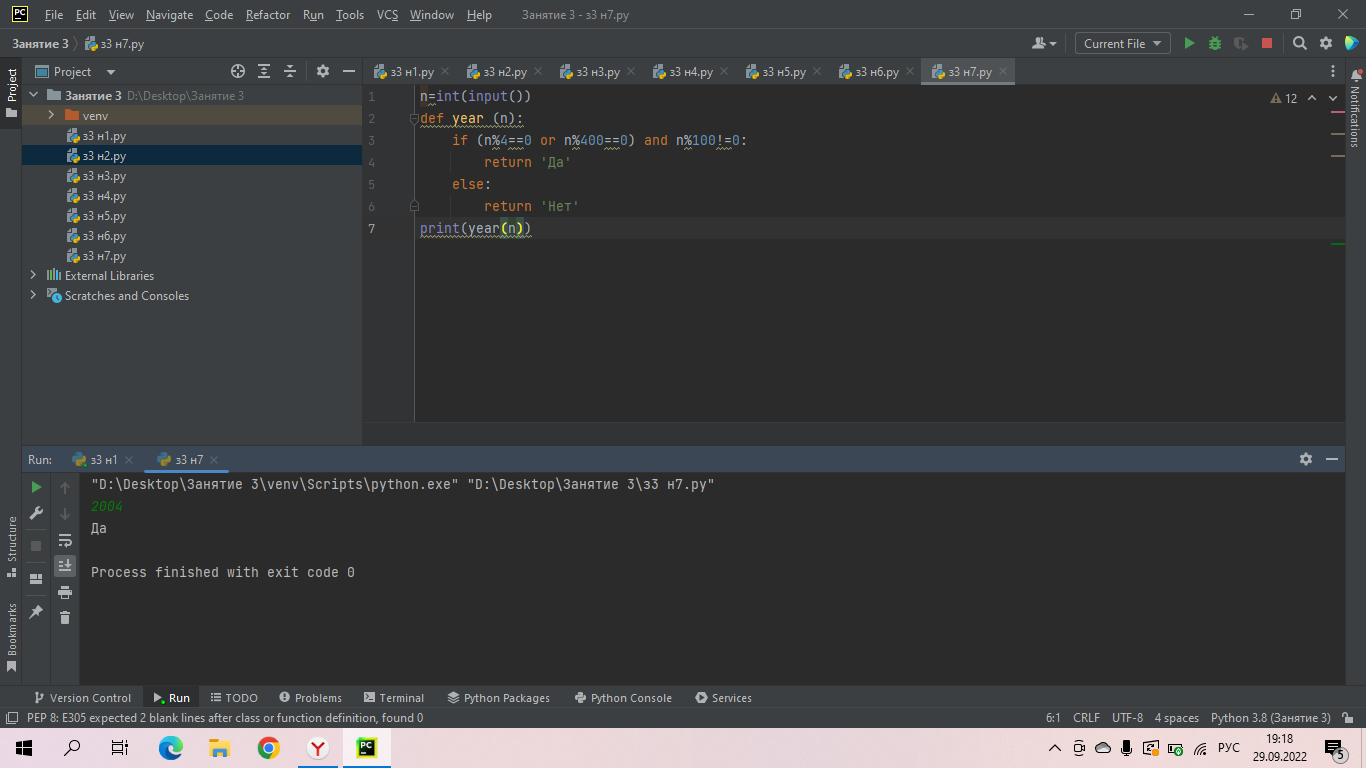 PC File Edit View Navigate Code Refactor Run Tools VCS Window Help Занятие 3 - з3 н7.py
Занятие 3 з3 н7.py Current File
Project
Project
з3 н1.py з3 н2.py з3 н3.py з3 н4.py з3 н5.py з3 н6.py з3 н7.py
Занятие 3 D:\Desktop\Занятие 3
venv
з3 н1.py
з3 н2.py
з3 н3.py
з3 н4.py
з3 н5.py
з3 н6.py
з3 н7.py
External Libraries
Scratches and Consoles
1 n=int(input())
2 def year (n):
3 if (n%4==0 or n%400==0) and n%100!=0:
4 return 'Да'
5 else:
6 return 'Нет'
7 print(year(n))
12
Notifications
Run: з3 н1 з3 н7
"D:\Desktop\Занятие 3\venv\Scripts\python.exe" "D:\Desktop\Занятие 3\з3 н7.py"
2004
Да
Process finished with exit code 0
Structure
Bookmarks
Version Control Run TODO Problems Terminal Python Packages Python Console Services
PEP 8: E305 expected 2 blank lines after class or function definition, found 0 6:1 CRLF UTF-8 4 spaces Python 3.8 (Занятие 3)
Y PC РУС 19:18
29.09.2022 5